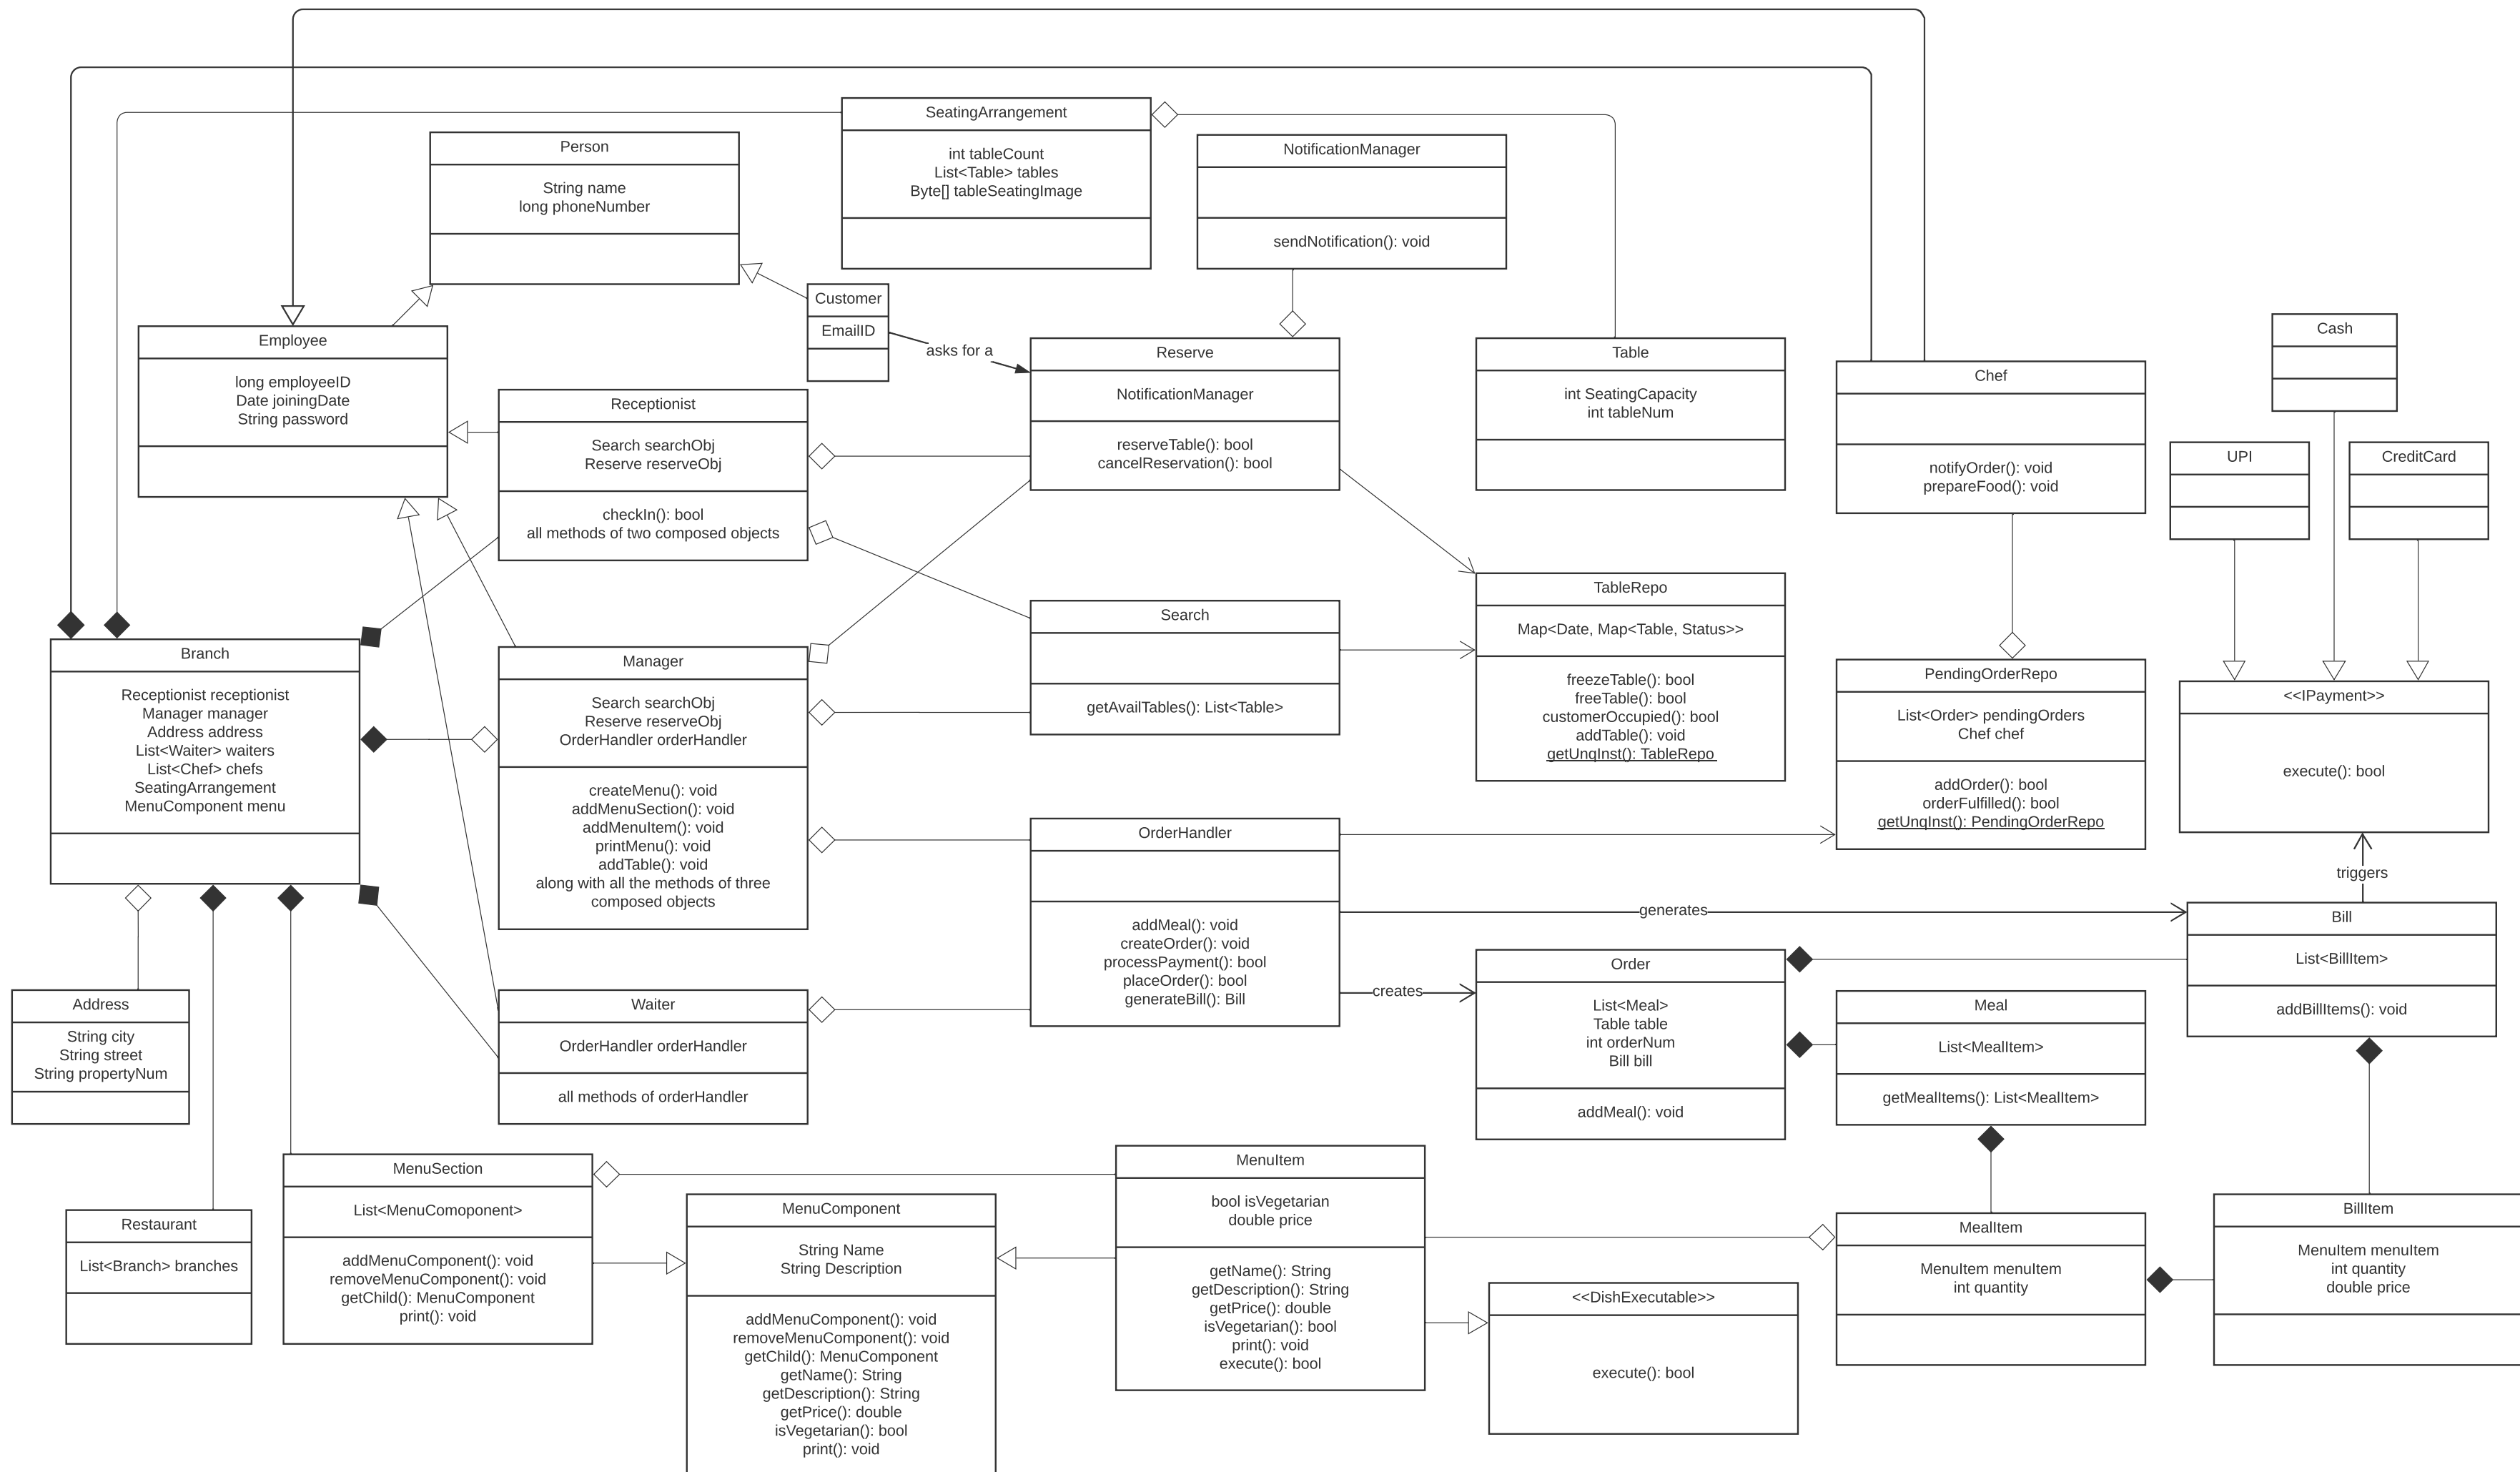 SeatingArrangement
int tableCount
List<Table> tables
Byte[] tableSeatingImage
Person
String name
long phoneNumber
NotificationManager
sendNotification(): void
Customer
EmailID
asks for a
Employee
long employeeID
Date joiningDate
String password
Receptionist
Search searchObj
Reserve reserveObj
checkIn(): bool
all methods of two composed objects
Reserve
NotificationManager
reserveTable(): bool
cancelReservation(): bool
Table
int SeatingCapacity
int tableNum
Chef
notifyOrder(): void
prepareFood(): void
Cash
UPI
CreditCard
Branch
Receptionist receptionist
Manager manager
Address address
List<Waiter> waiters
List<Chef> chefs
SeatingArrangement
MenuComponent menu
Manager
Search searchObj
Reserve reserveObj
OrderHandler orderHandler
createMenu(): void
addMenuSection(): void
addMenuItem(): void
printMenu(): void
addTable(): void
along with all the methods of three
composed objects
Search
getAvailTables(): List<Table>
TableRepo
Map<Date, Map<Table, Status>>
freezeTable(): bool
freeTable(): bool
customerOccupied(): bool
addTable(): void
getUnqInst(): TableRepo
PendingOrderRepo
List<Order> pendingOrders
Chef chef
addOrder(): bool
orderFulfilled(): bool
getUnqInst(): PendingOrderRepo
<<IPayment>>
execute(): bool
triggers
OrderHandler
addMeal(): void
createOrder(): void
processPayment(): bool
placeOrder(): bool
generateBill(): Bill
generates
creates
Bill
List<BillItem>
addBillItems(): void
Order
List<Meal>
Table table
int orderNum
Bill bill
addMeal(): void
Meal
List<MealItem>
getMealItems(): List<MealItem>
Address
String city
String street
String propertyNum
Waiter
OrderHandler orderHandler
all methods of orderHandler
Restaurant
List<Branch> branches
MenuSection
List<MenuComoponent>
addMenuComponent(): void
removeMenuComponent(): void
getChild(): MenuComponent
print(): void
MenuComponent
String Name
String Description
addMenuComponent(): void
removeMenuComponent(): void
getChild(): MenuComponent
getName(): String
getDescription(): String
getPrice(): double
isVegetarian(): bool
print(): void
MenuItem
bool isVegetarian
double price
getName(): String
getDescription(): String
getPrice(): double
isVegetarian(): bool
print(): void
execute(): bool
<<DishExecutable>>
execute(): bool
MealItem
MenuItem menuItem
int quantity
BillItem
MenuItem menuItem
int quantity
double price